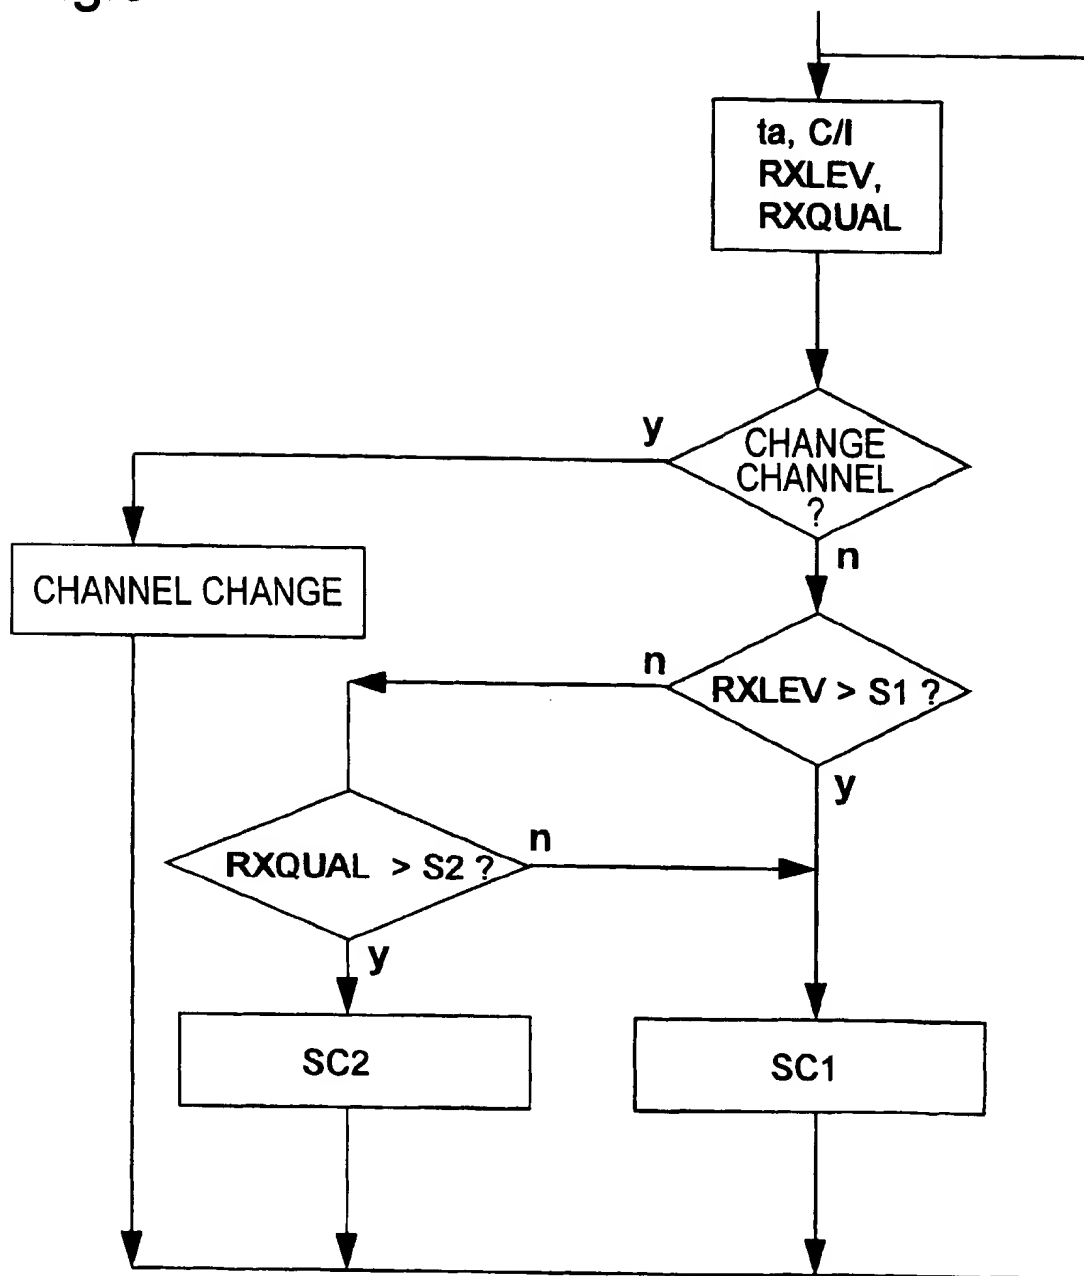 ta, C/I
RXLEV,
RXQUAL
y
CHANGE
CHANNEL
?
n
CHANNEL CHANGE
n
RXLEV > S1 ?
y
n
RXQUAL > S2 ?
y
SC2
SC1